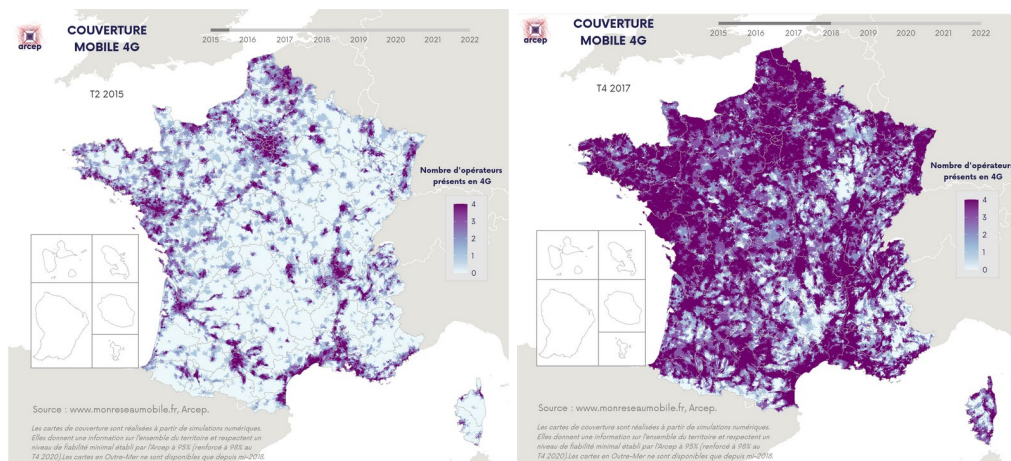 arcep
COUVERTURE
MOBILE 4G
2015 2016 2017 2018 2019 2020 2021 2022
T2 2015
Nombre d'opérateurs
présents en 4G
4
3
2
1
0
Source : www.monreseaumobile.fr, Arcep.
Les cartes de couverture sont réalisées à partir de simulations numériques.
Elles donnent une information sur l'ensemble du territoire et respectent un
niveau de fiabilité minimal établi par l'Arcep à 95% (renforcé à 98% au
T4 2020).Les cartes en Outre-Mer ne sont disponibles que depuis mi-2018.
arcep
COUVERTURE
MOBILE 4G
2015 2016 2017 2018 2019 2020 2021 2022
T4 2017
Nombre d'opérateurs
présents en 4G
4
3
2
1
0
Source : www.monreseaumobile.fr, Arcep.
Les cartes de couverture sont réalisées à partir de simulations numériques.
Elles donnent une information sur l'ensemble du territoire et respectent un
niveau de fiabilité minimal établi par l'Arcep à 95% (renforcé à 98% au
T4 2020).Les cartes en Outre-Mer ne sont disponibles que depuis mi-2018.